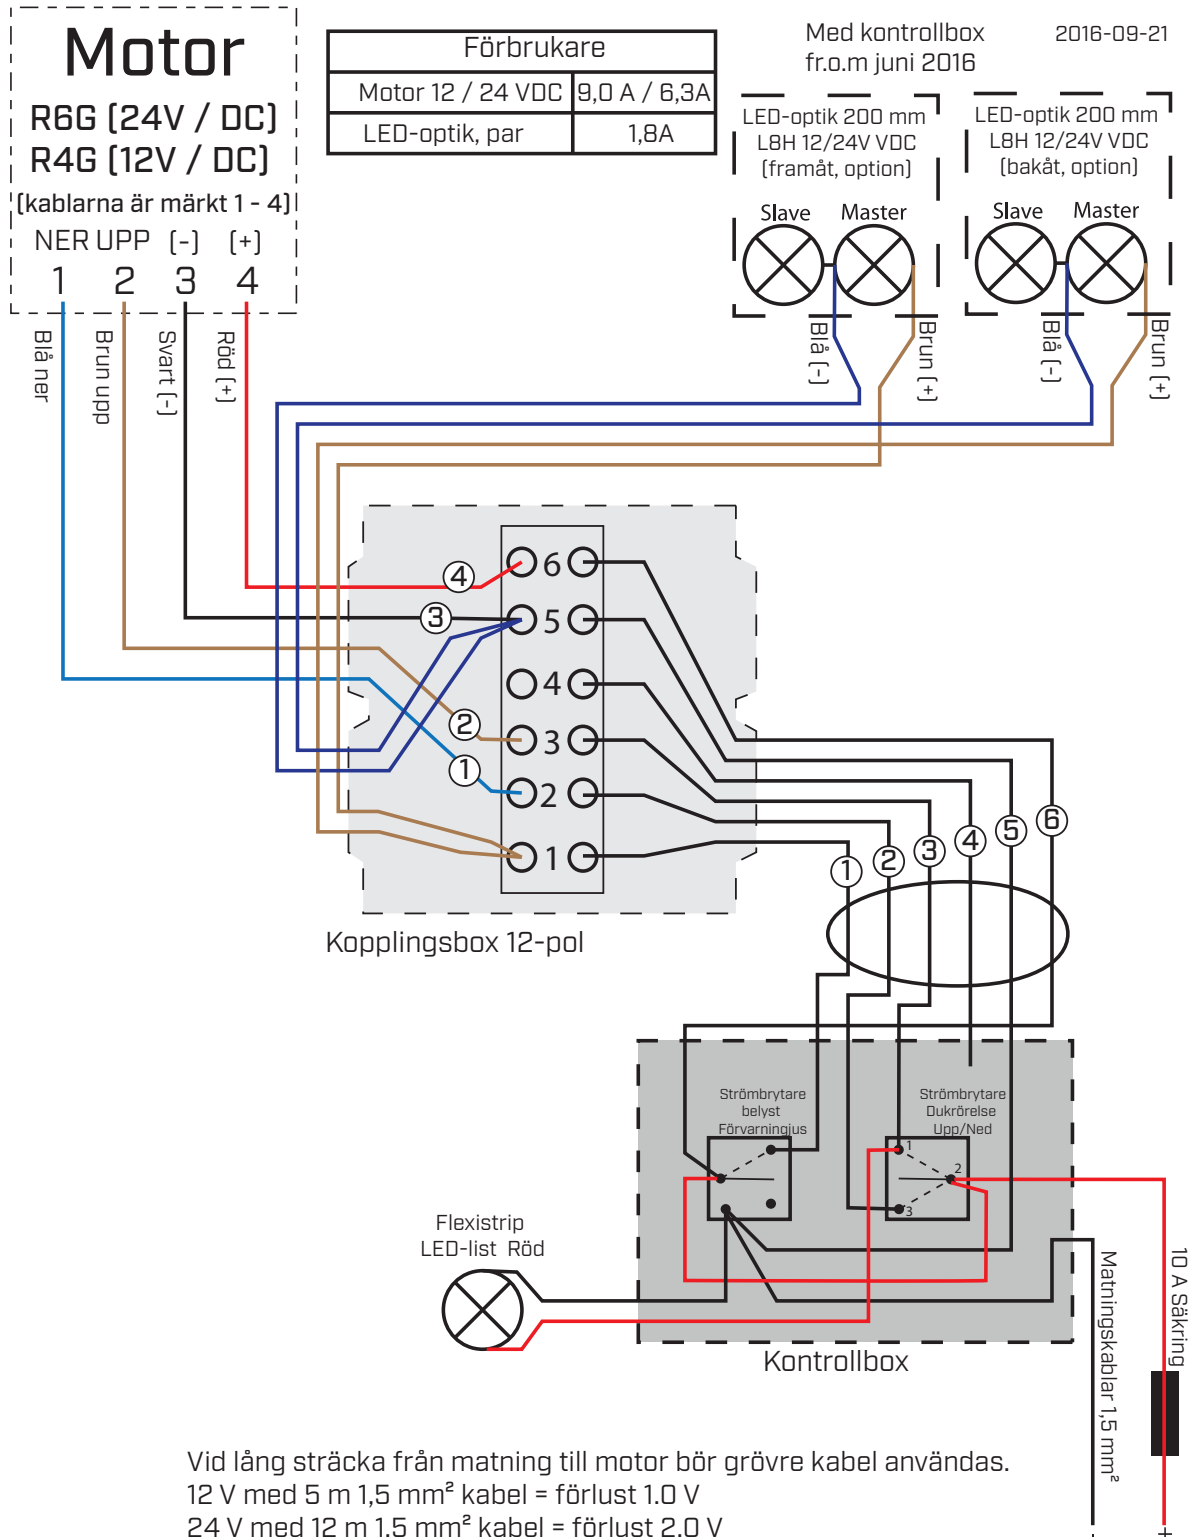 Motor
R6G (24V / DC)
R4G (12V / DC)
(kablarna är märkt 1 - 4)
NER UPP (-) (+)
1 2 3 4
Blå ner
Brun upp
Svart (-)
Röd (+)
Förbrukare
Motor 12 / 24 VDC 9,0 A / 6,3A
LED-optik, par 1,8A
Med kontrollbox
fr.o.m juni 2016
2016-09-21
LED-optik 200 mm
L8H 12/24V VDC
(framåt, option)
Slave Master
Blå (-)
Brun (+)
LED-optik 200 mm
L8H 12/24V VDC
(bakåt, option)
Slave Master
Blå (-)
Brun (+)
4
3
2
1
6
5
4
3
2
1
Kopplingsbox 12-pol
1
2
3
4
5
6
Strömbrytare
belyst
Förvarningjus
Strömbrytare
Dukrörelse
Upp/Ned
1
2
3
Flexistrip
LED-list Röd
Kontrollbox
Matningskablar 1,5 mm²
10 A Säkring
-
+
Vid lång sträcka från matning till motor bör grövre kabel användas.
12 V med 5 m 1,5 mm² kabel = förlust 1.0 V
24 V med 12 m 1.5 mm² kabel = förlust 2.0 V